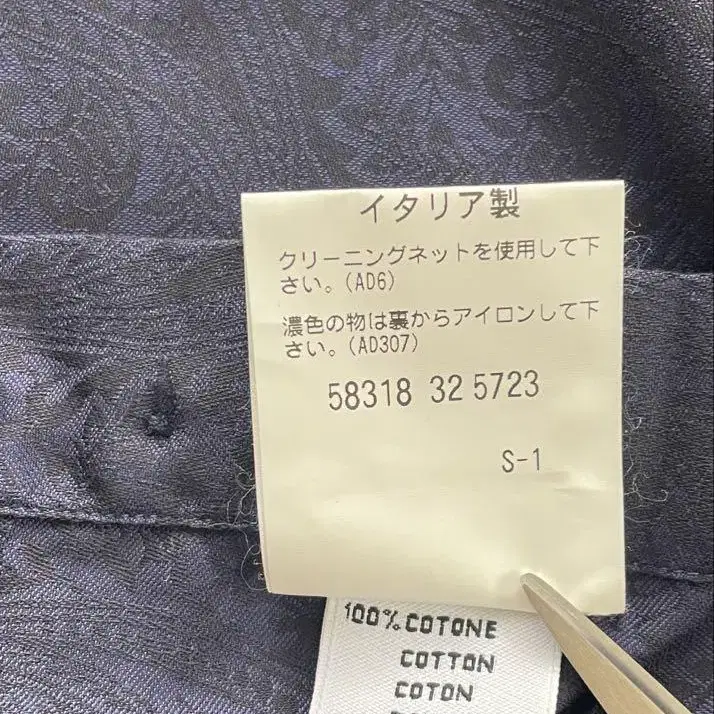 イタリア製
クリーニングネットを使用して下
さい。(AD6)
濃色の物は裏からアイロンして下
さい。(AD307)
58318 32 5723
S-1
100% COTONE
COTTON
COTON